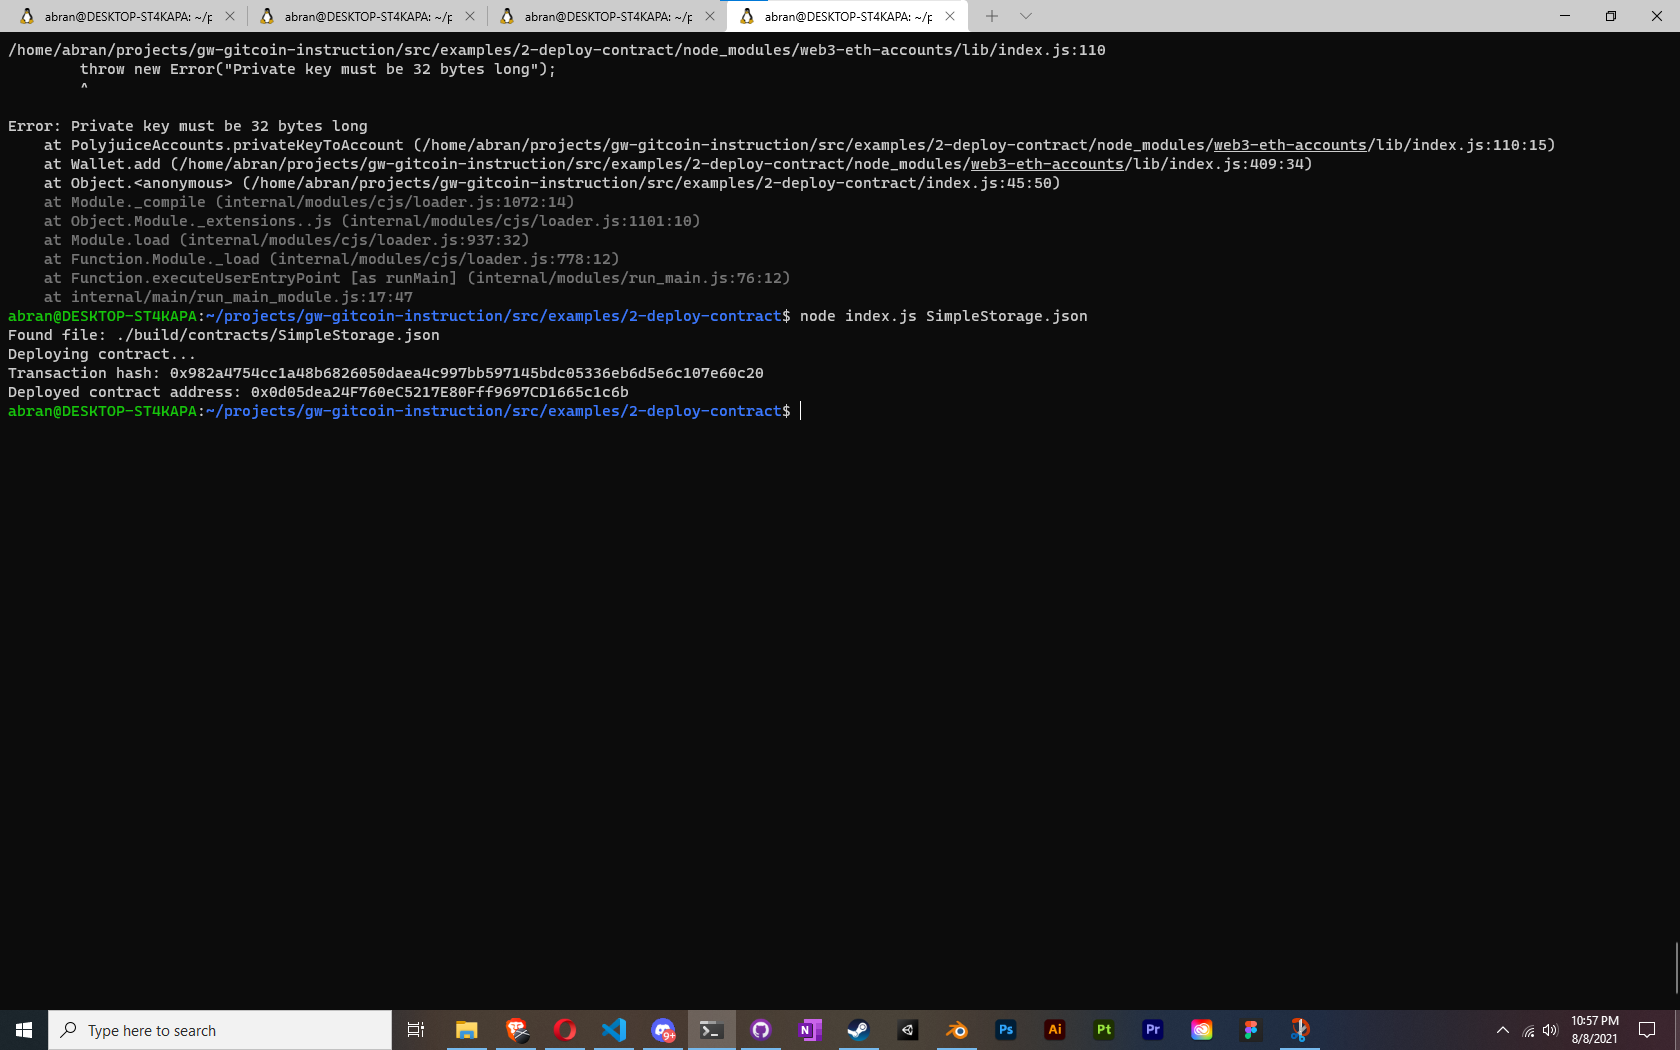 abran@DESKTOP-ST4KAPA: ~/p
abran@DESKTOP-ST4KAPA: ~/p
abran@DESKTOP-ST4KAPA: ~/p
abran@DESKTOP-ST4KAPA: ~/p
/home/abran/projects/gw-gitcoin-instruction/src/examples/2-deploy-contract/node_modules/web3-eth-accounts/lib/index.js:110
        throw new Error("Private key must be 32 bytes long");
        ^
Error: Private key must be 32 bytes long
    at PolyjuiceAccounts.privateKeyToAccount (/home/abran/projects/gw-gitcoin-instruction/src/examples/2-deploy-contract/node_modules/web3-eth-accounts/lib/index.js:110:15)
    at Wallet.add (/home/abran/projects/gw-gitcoin-instruction/src/examples/2-deploy-contract/node_modules/web3-eth-accounts/lib/index.js:409:34)
    at Object.<anonymous> (/home/abran/projects/gw-gitcoin-instruction/src/examples/2-deploy-contract/index.js:45:50)
    at Module._compile (internal/modules/cjs/loader.js:1072:14)
    at Object.Module._extensions..js (internal/modules/cjs/loader.js:1101:10)
    at Module.load (internal/modules/cjs/loader.js:937:32)
    at Function.Module._load (internal/modules/cjs/loader.js:778:12)
    at Function.executeUserEntryPoint [as runMain] (internal/modules/run_main.js:76:12)
    at internal/main/run_main_module.js:17:47
abran@DESKTOP-ST4KAPA:~/projects/gw-gitcoin-instruction/src/examples/2-deploy-contract$ node index.js SimpleStorage.json
Found file: ./build/contracts/SimpleStorage.json
Deploying contract...
Transaction hash: 0x982a4754cc1a48b6826050daea4c997bb597145bdc05336eb6d5e6c107e60c20
Deployed contract address: 0x0d05dea24F760eC5217E80Fff9697CD1665c1c6b
abran@DESKTOP-ST4KAPA:~/projects/gw-gitcoin-instruction/src/examples/2-deploy-contract$
Type here to search
9+
N
Ps
Ai
Pt
Pr
10:57 PM
8/8/2021